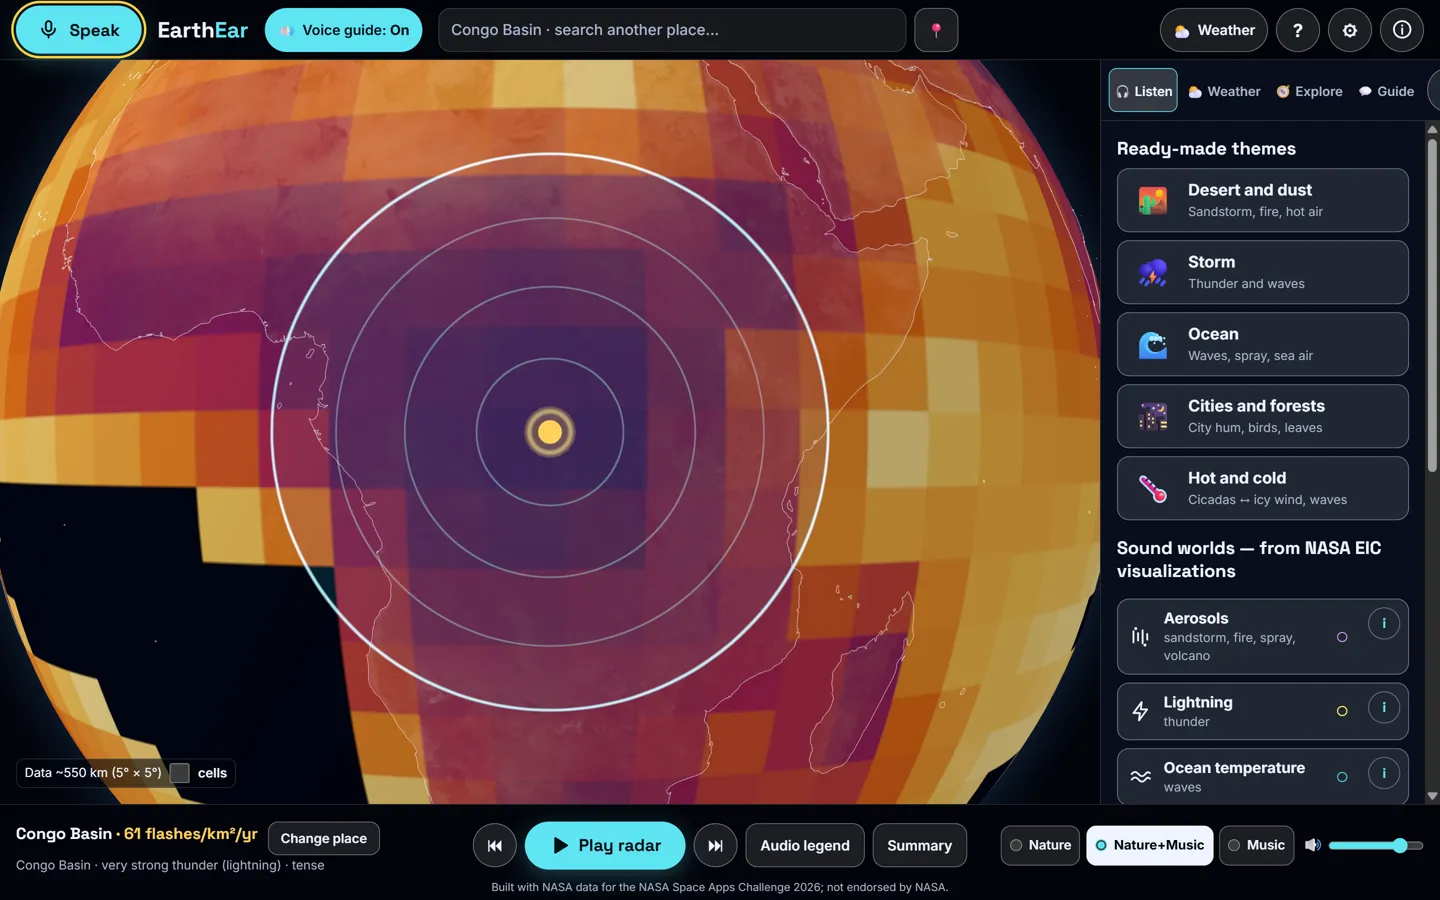 Speak
EarthEar
Voice guide: On
Congo Basin · search another place...
Weather
?
Listen
Weather
Explore
Guide
Ready-made themes
Desert and dust
Sandstorm, fire, hot air
Storm
Thunder and waves
Ocean
Waves, spray, sea air
Cities and forests
City hum, birds, leaves
Hot and cold
Cicadas ↔ icy wind, waves
Sound worlds — from NASA EIC
visualizations
Aerosols
sandstorm, fire, spray,
volcano
i
Lightning
thunder
i
Ocean temperature
waves
i
Data ~550 km (5° × 5°)
cells
Congo Basin · 61 flashes/km²/yr
Change place
Congo Basin · very strong thunder (lightning) · tense
Play radar
Audio legend
Summary
Nature
Nature+Music
Music
Built with NASA data for the NASA Space Apps Challenge 2026; not endorsed by NASA.